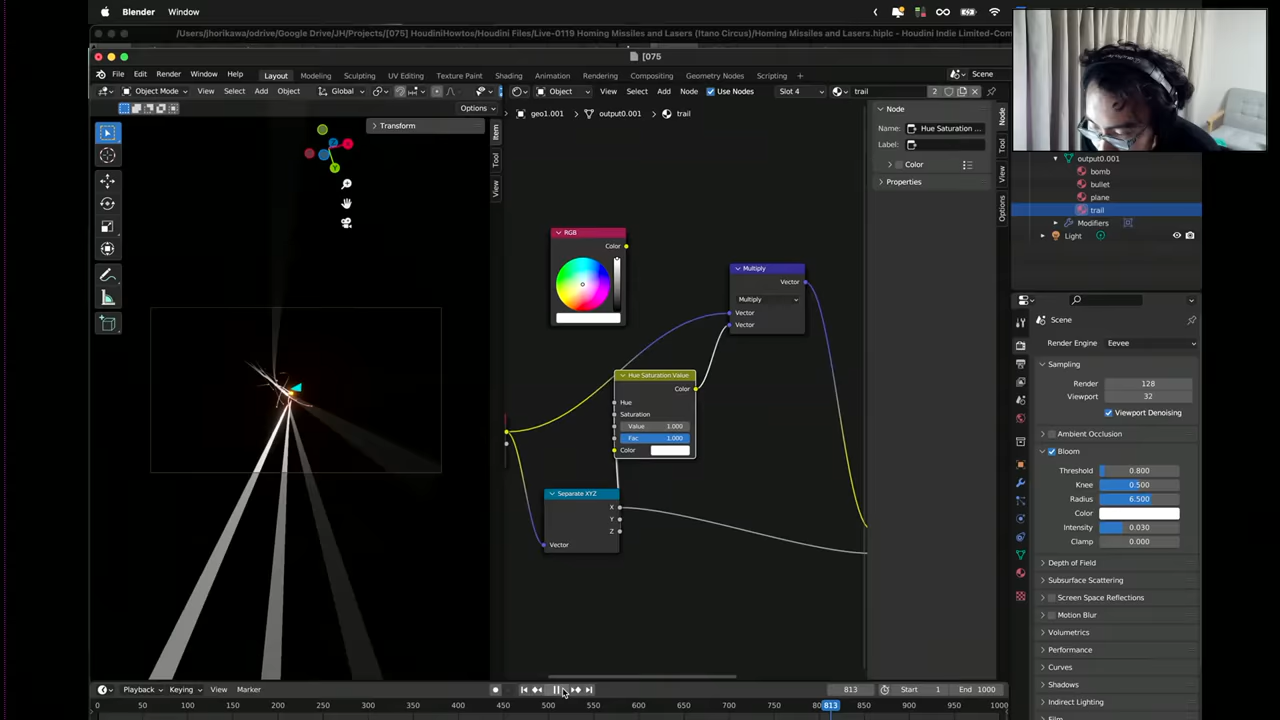 Blender Window
/Users/jhorikawa/odrive/Google Drive/JH/Projects/[075] HoudiniHowtos/Houdini Files/Live-0119 Homing Missiles and Lasers (Itano Circus)/Homing Missiles and Lasers.hiplc - Houdini Indie Limited-Com
[075
File Edit Render Window Help Layout Modeling Sculpting UV Editing Texture Paint Shading Animation Rendering Compositing Geometry Nodes Scripting + Scene
Object Mode View Select Add Object Global Object View Select Add Node Use Nodes Slot 4 trail 2
Options
geo1.001 > output0.001 > trail
Transform
Item
Tool
View
Node
Name: Hue Saturation ...
Label:
Color
Properties
Node
Tool
View
Options
RGB
Color
Multiply
Vector
Multiply
Vector
Vector
Hue Saturation Value
Color
Hue
Saturation
Value 1.000
Fac 1.000
Color
Separate XYZ
X
Y
Z
Vector
output0.001
bomb
bullet
plane
trail
Modifiers
Light
Scene
Render Engine Eevee
Sampling
Render 128
Viewport 32
Viewport Denoising
Ambient Occlusion
Bloom
Threshold 0.800
Knee 0.500
Radius 6.500
Color
Intensity 0.030
Clamp 0.000
Depth of Field
Subsurface Scattering
Screen Space Reflections
Motion Blur
Volumetrics
Performance
Curves
Shadows
Indirect Lighting
Film
Playback Keying View Marker 813 Start 1 End 1000
450 500 550 600 650 700 750 813 850 900 950 1000